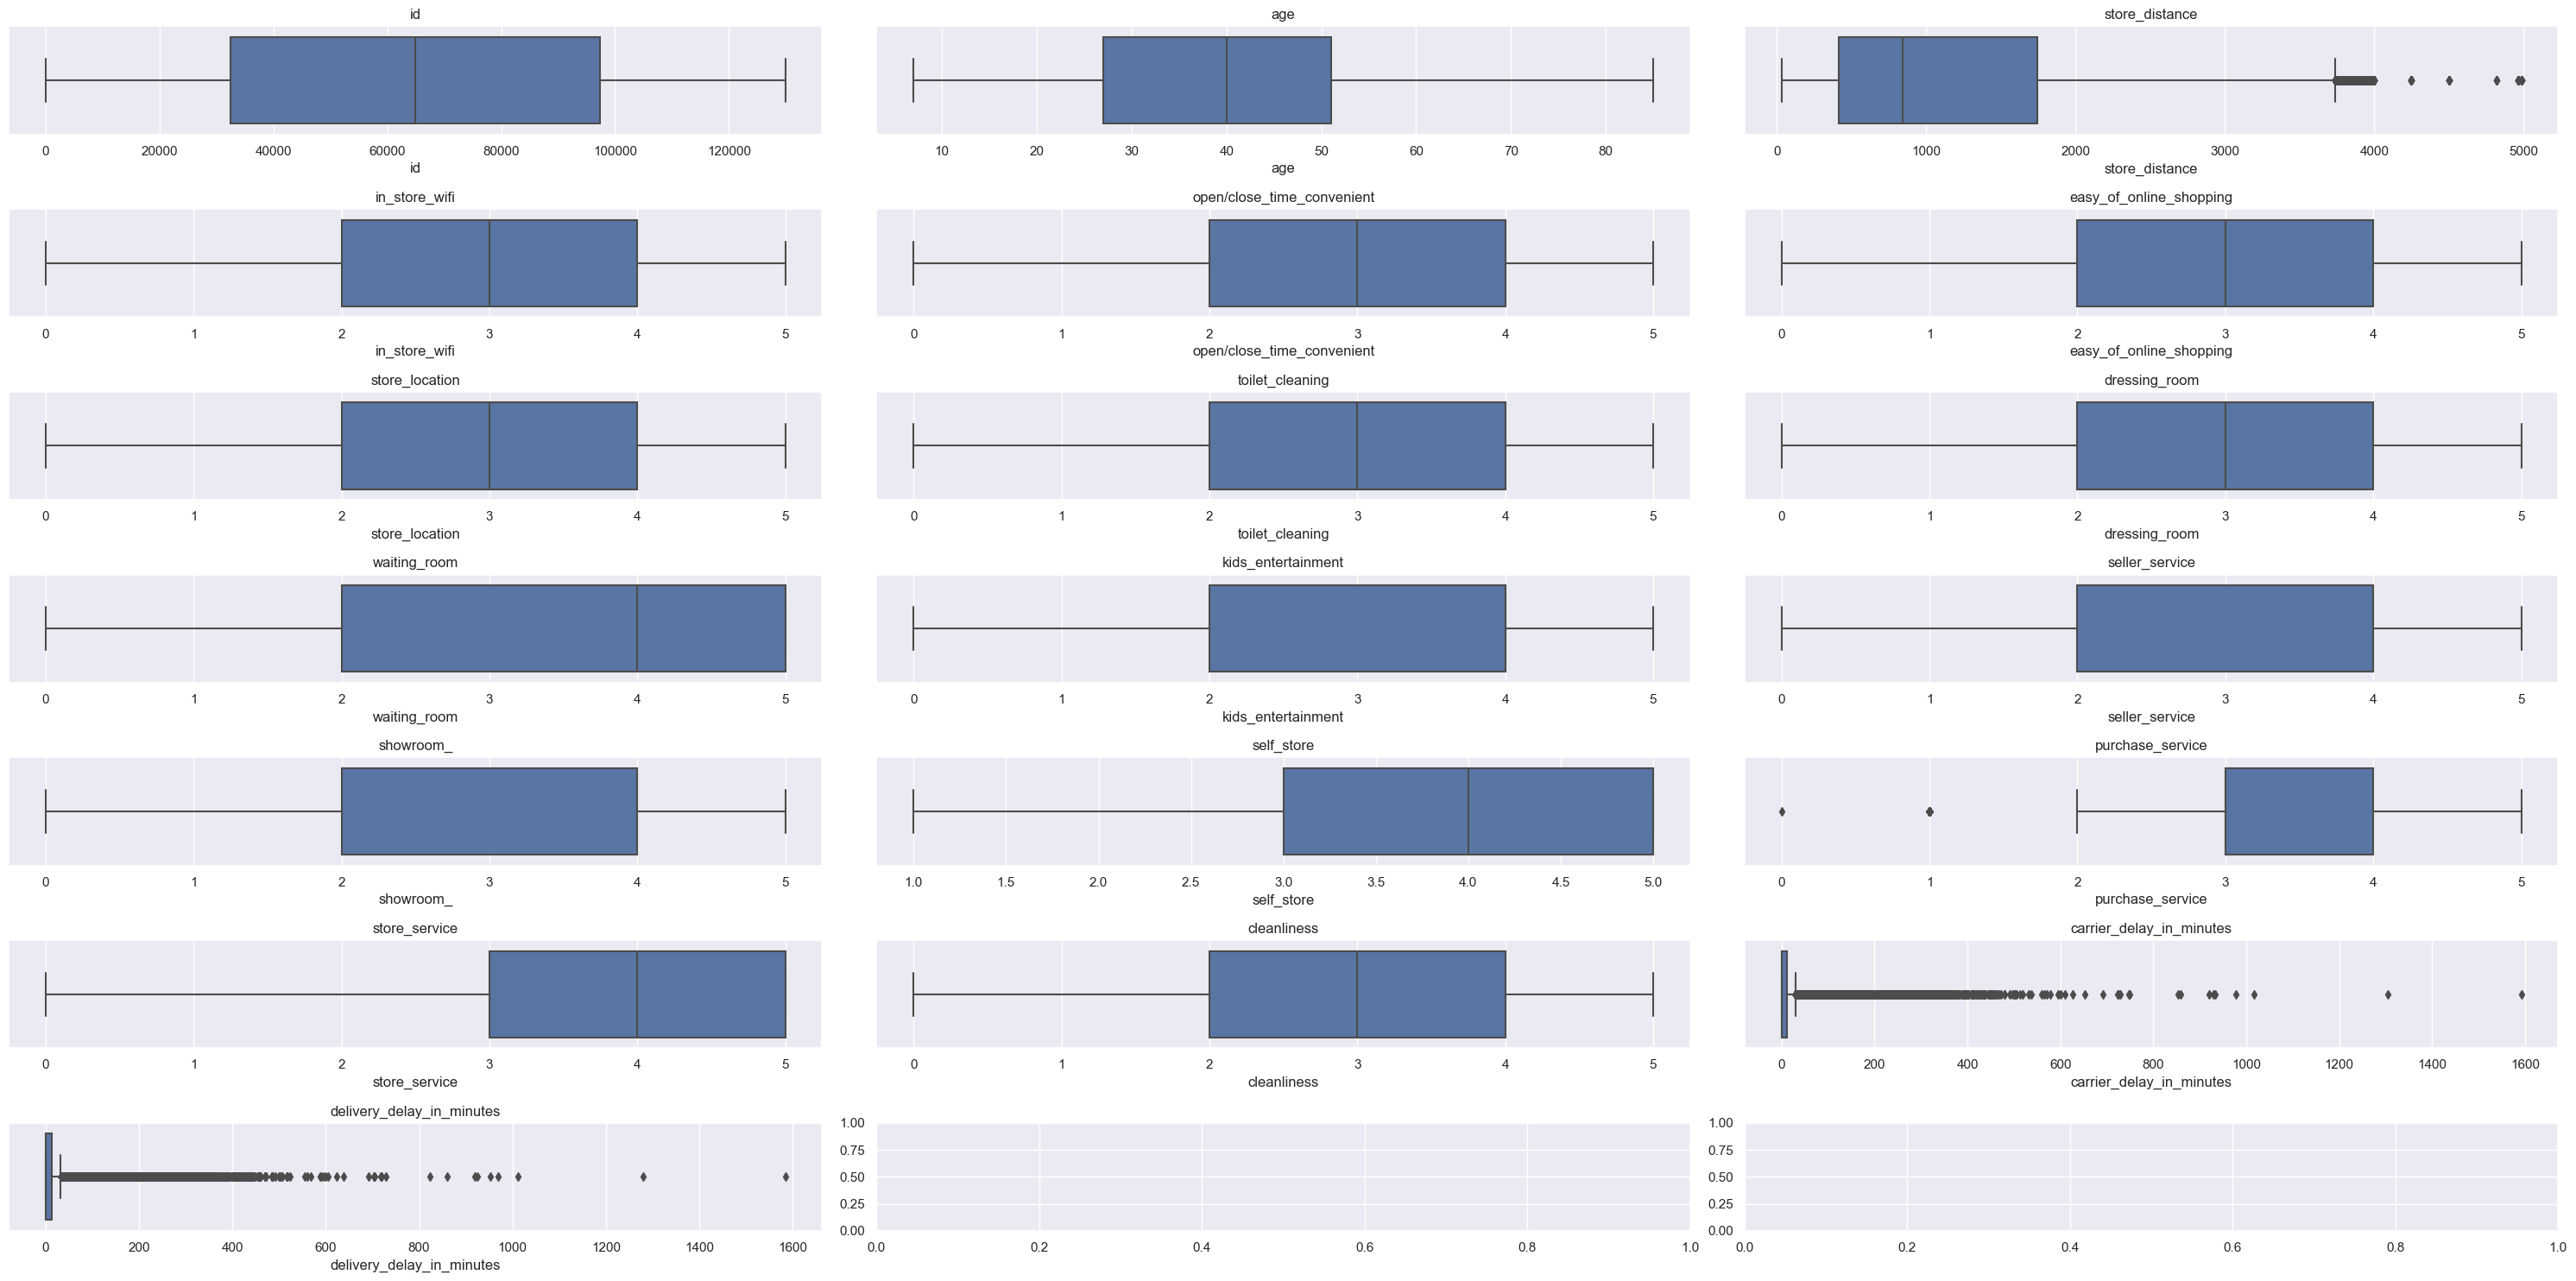 id age store_distance
0 20000 40000 60000 80000 100000 120000 10 20 30 40 50 60 70 80 0 1000 2000 3000 4000 5000
id age store_distance
in_store_wifi open/close_time_convenient easy_of_online_shopping
0 1 2 3 4 5 0 1 2 3 4 5 0 1 2 3 4 5
in_store_wifi open/close_time_convenient easy_of_online_shopping
store_location toilet_cleaning dressing_room
0 1 2 3 4 5 0 1 2 3 4 5 0 1 2 3 4 5
store_location toilet_cleaning dressing_room
waiting_room kids_entertainment seller_service
0 1 2 3 4 5 0 1 2 3 4 5 0 1 2 3 4 5
waiting_room kids_entertainment seller_service
showroom_ self_store purchase_service
0 1 2 3 4 5 1.0 1.5 2.0 2.5 3.0 3.5 4.0 4.5 5.0 0 1 2 3 4 5
showroom_ self_store purchase_service
store_service cleanliness carrier_delay_in_minutes
0 1 2 3 4 5 0 1 2 3 4 5 0 200 400 600 800 1000 1200 1400 1600
store_service cleanliness carrier_delay_in_minutes
delivery_delay_in_minutes
1.00 1.00
0.75 0.75
0.50 0.50
0.25 0.25
0.00 0.00
0 200 400 600 800 1000 1200 1400 1600 0.0 0.2 0.4 0.6 0.8 1.0 0.0 0.2 0.4 0.6 0.8 1.0
delivery_delay_in_minutes